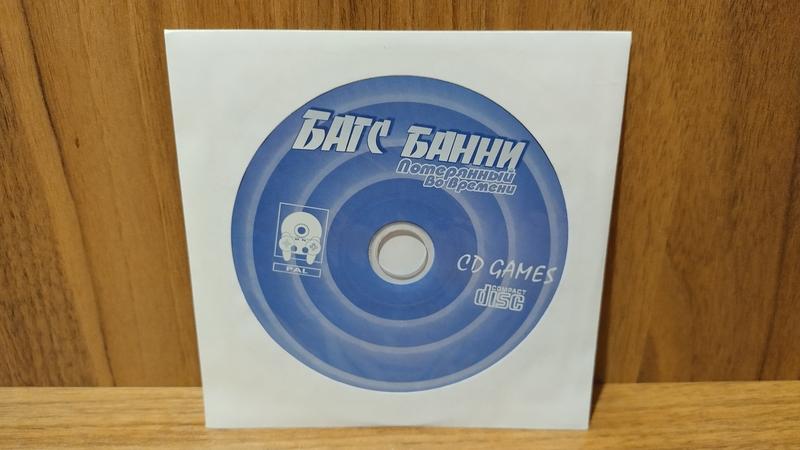 БАГС БАННИ
Потерянный
Во Времени
PAL
CD GAMES
COMPACT
disc